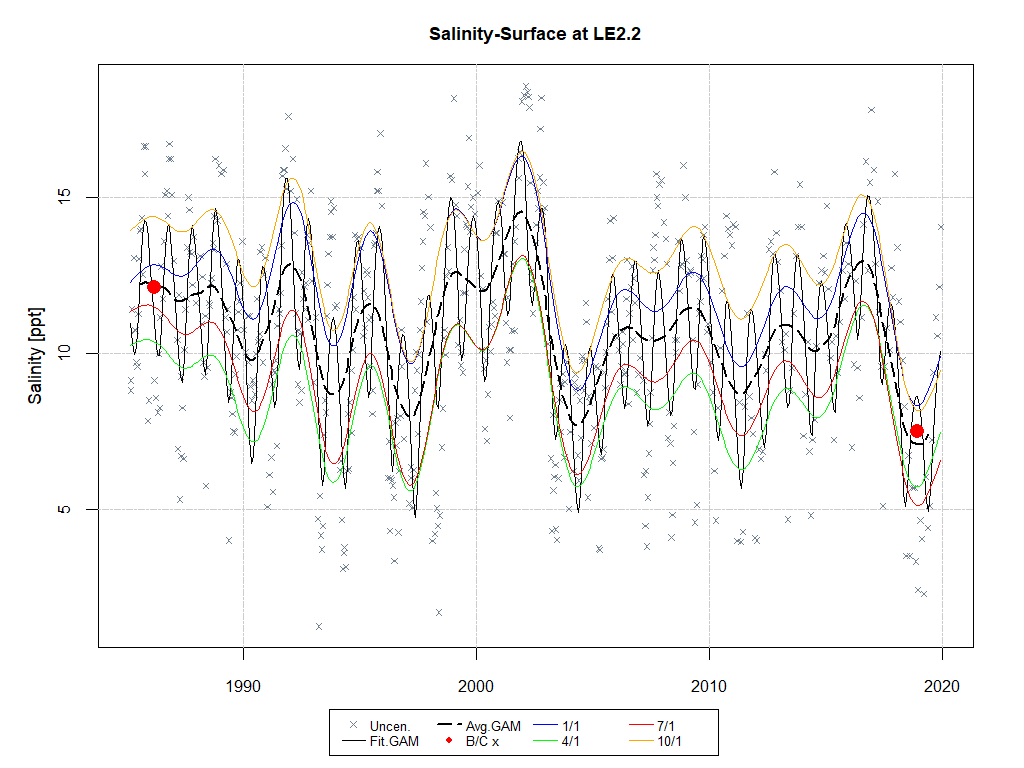 Salinity-Surface at LE2.2
Salinity [ppt]
15
10
5
1990 2000 2010 2020
Uncen. Avg.GAM 1/1 7/1
Fit.GAM B/C x 4/1 10/1